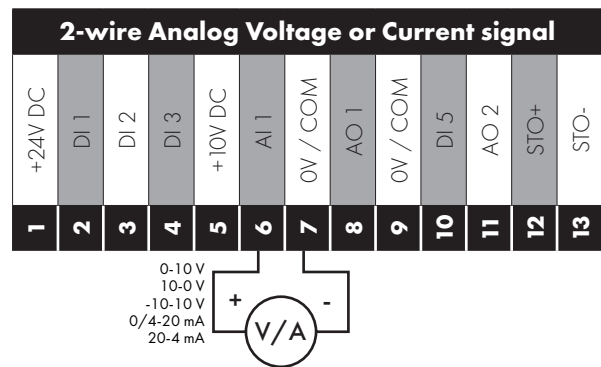 2-wire Analog Voltage or Current signal
+24V DC
DI 1
DI 2
DI 3
+10V DC
AI 1
0V / COM
AO 1
0V / COM
DI 5
AO 2
STO+
STO-
1
2
3
4
5
6
7
8
9
10
11
12
13
0-10 V
10-0 V
-10-10 V
0/4-20 mA
20-4 mA
+
-
V/A